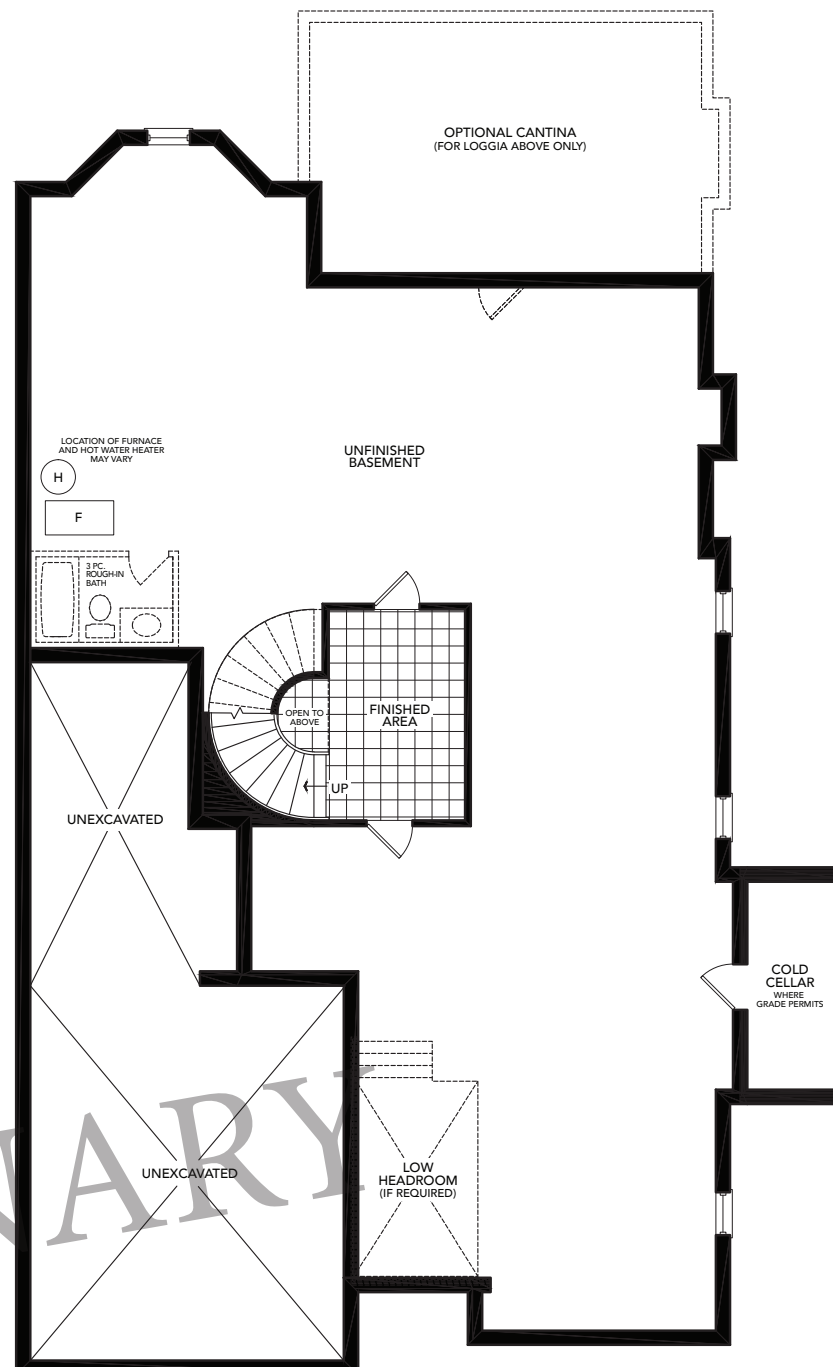 OPTIONAL CANTINA
(FOR LOGGIA ABOVE ONLY)
LOCATION OF FURNACE
AND HOT WATER HEATER
MAY VARY
H
F
UNFINISHED
BASEMENT
3 PC.
ROUGH-IN
BATH
OPEN TO
ABOVE
FINISHED
AREA
UP
UNEXCAVATED
COLD
CELLAR
WHERE
GRADE PERMITS
UNEXCAVATED
LOW
HEADROOM
(IF REQUIRED)
NARY